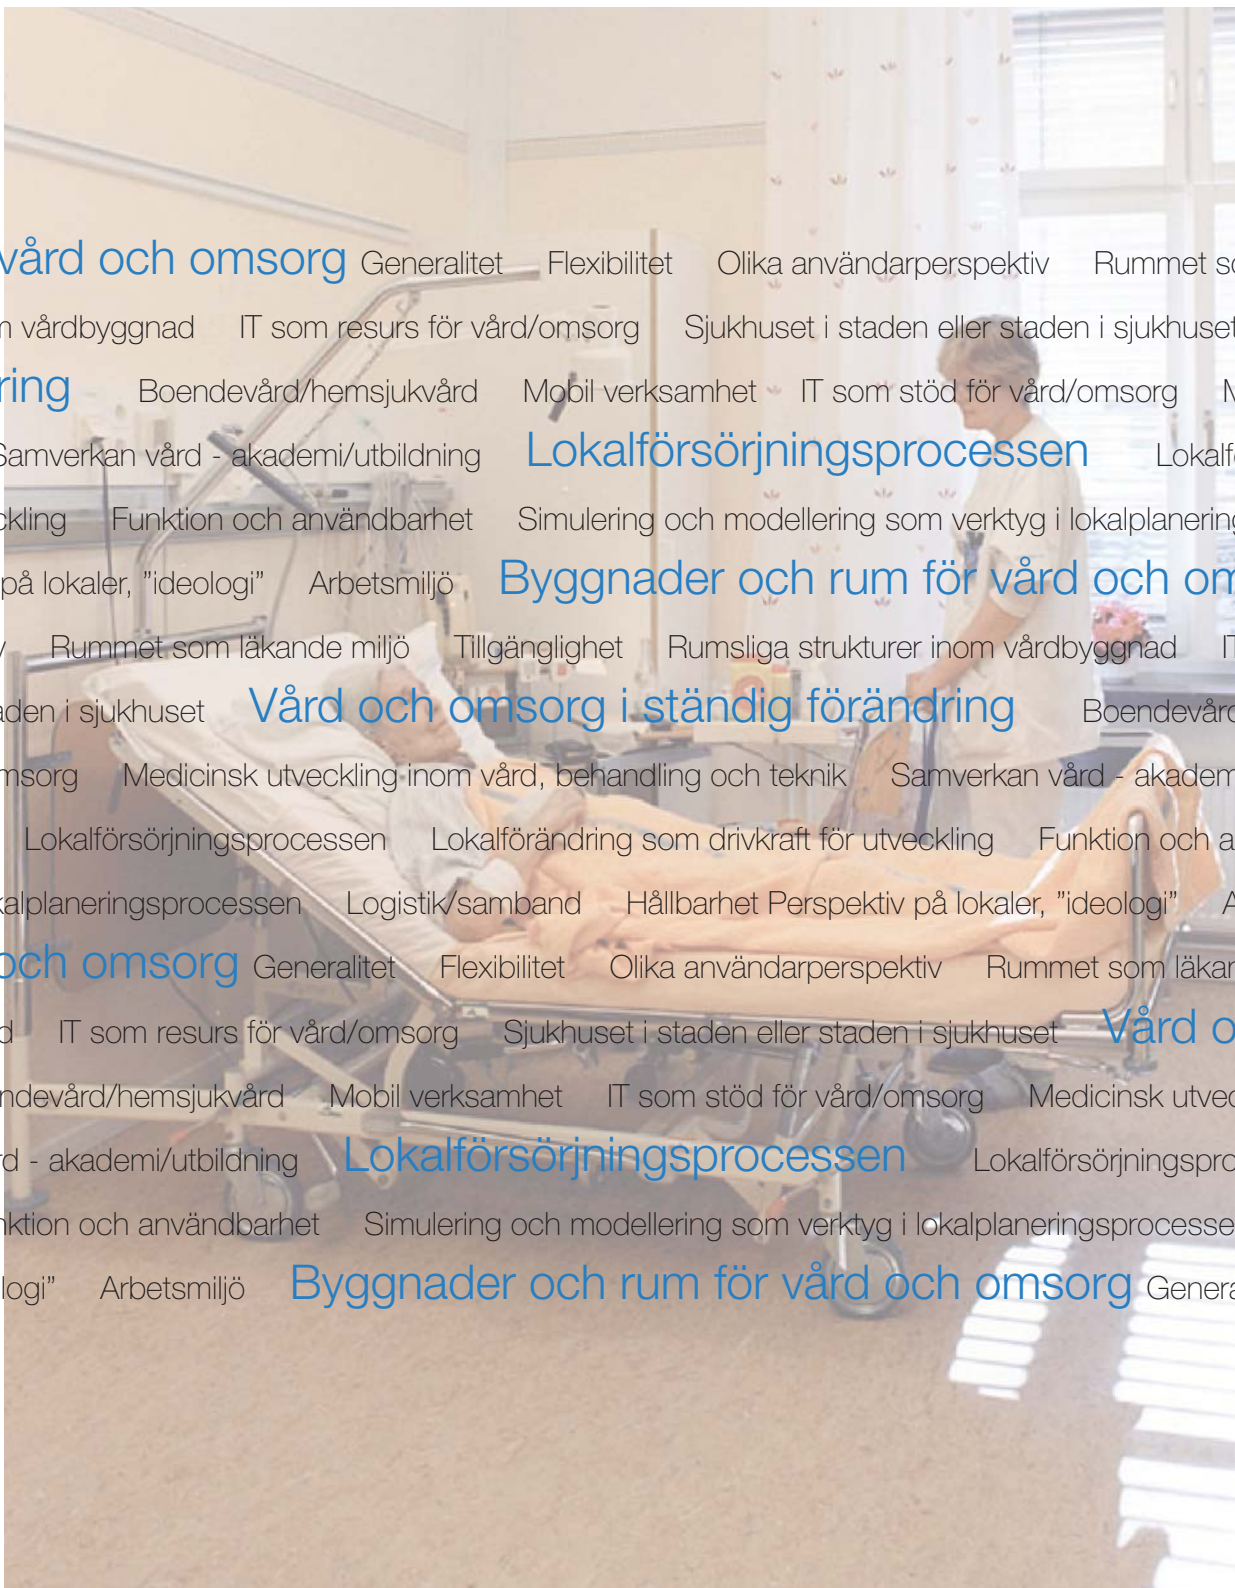 vård och omsorg Generalitet Flexibilitet Olika användarperspektiv Rummet so
m vårdbyggnad IT som resurs för vård/omsorg Sjukhuset i staden eller staden i sjukhuset
ring Boendevård/hemsjukvård Mobil verksamhet IT som stöd för vård/omsorg M
Samverkan vård - akademi/utbildning Lokalförsörjningsprocessen Lokalfö
ckling Funktion och användbarhet Simulering och modellering som verktyg i lokalplanering
på lokaler, ”ideologi” Arbetsmiljö Byggnader och rum för vård och om
v Rummet som läkande miljö Tillgänglighet Rumsliga strukturer inom vårdbyggnad IT
aden i sjukhuset Vård och omsorg i ständig förändring Boendevård
msorg Medicinsk utveckling inom vård, behandling och teknik Samverkan vård - akadem
Lokalförsörjningsprocessen Lokalförändring som drivkraft för utveckling Funktion och a
kalplaneringsprocessen Logistik/samband Hållbarhet Perspektiv på lokaler, ”ideologi” A
och omsorg Generalitet Flexibilitet Olika användarperspektiv Rummet som läkan
d IT som resurs för vård/omsorg Sjukhuset i staden eller staden i sjukhuset Vård o
ndevård/hemsjukvård Mobil verksamhet IT som stöd för vård/omsorg Medicinsk utvec
rd - akademi/utbildning Lokalförsörjningsprocessen Lokalförsörjningspro
nktion och användbarhet Simulering och modellering som verktyg i lokalplaneringsprocesse
logi” Arbetsmiljö Byggnader och rum för vård och omsorg Genera